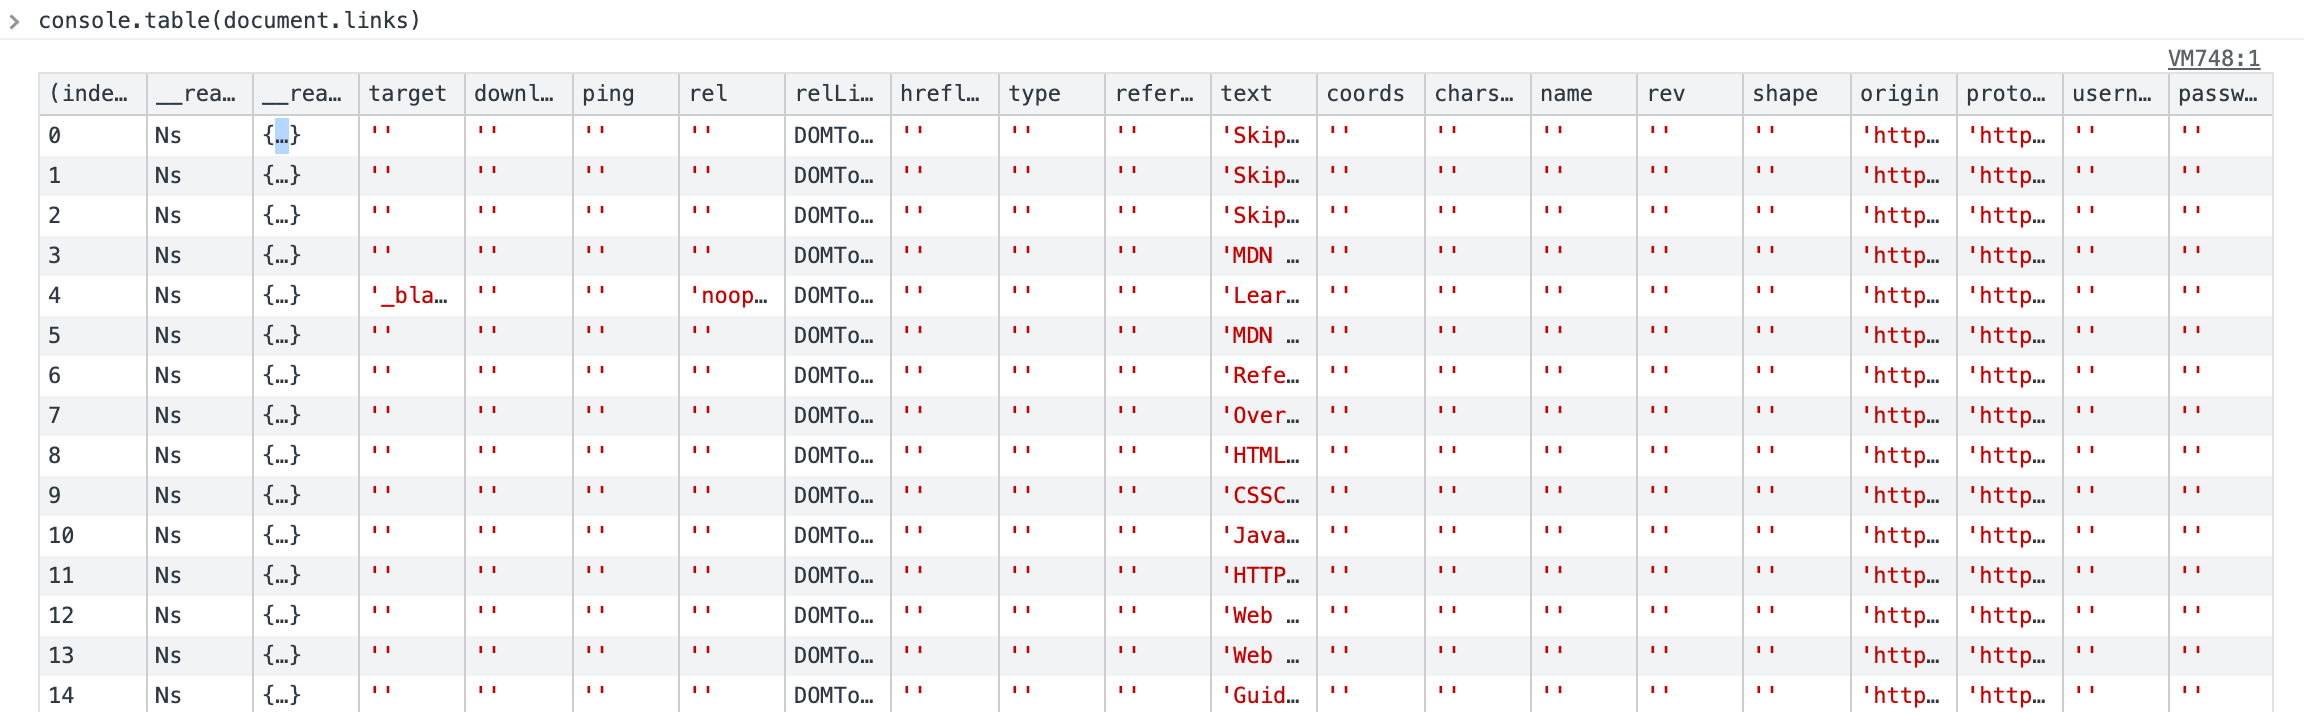 > console.table(document.links)
VM748:1
(inde… __rea… __rea… target downl… ping rel relLi… hrefl… type refer… text coords chars… name rev shape origin proto… usern… passw…
0 Ns {…} '' '' '' '' DOMTo… '' '' '' 'Skip… '' '' '' '' '' 'http… 'http… '' ''
1 Ns {…} '' '' '' '' DOMTo… '' '' '' 'Skip… '' '' '' '' '' 'http… 'http… '' ''
2 Ns {…} '' '' '' '' DOMTo… '' '' '' 'Skip… '' '' '' '' '' 'http… 'http… '' ''
3 Ns {…} '' '' '' '' DOMTo… '' '' '' 'MDN … '' '' '' '' '' 'http… 'http… '' ''
4 Ns {…} '_bla… '' '' 'noop… DOMTo… '' '' '' 'Lear… '' '' '' '' '' 'http… 'http… '' ''
5 Ns {…} '' '' '' '' DOMTo… '' '' '' 'MDN … '' '' '' '' '' 'http… 'http… '' ''
6 Ns {…} '' '' '' '' DOMTo… '' '' '' 'Refe… '' '' '' '' '' 'http… 'http… '' ''
7 Ns {…} '' '' '' '' DOMTo… '' '' '' 'Over… '' '' '' '' '' 'http… 'http… '' ''
8 Ns {…} '' '' '' '' DOMTo… '' '' '' 'HTML… '' '' '' '' '' 'http… 'http… '' ''
9 Ns {…} '' '' '' '' DOMTo… '' '' '' 'CSSC… '' '' '' '' '' 'http… 'http… '' ''
10 Ns {…} '' '' '' '' DOMTo… '' '' '' 'Java… '' '' '' '' '' 'http… 'http… '' ''
11 Ns {…} '' '' '' '' DOMTo… '' '' '' 'HTTP… '' '' '' '' '' 'http… 'http… '' ''
12 Ns {…} '' '' '' '' DOMTo… '' '' '' 'Web … '' '' '' '' '' 'http… 'http… '' ''
13 Ns {…} '' '' '' '' DOMTo… '' '' '' 'Web … '' '' '' '' '' 'http… 'http… '' ''
14 Ns {…} '' '' '' '' DOMTo… '' '' '' 'Guid… '' '' '' '' '' 'http… 'http… '' ''